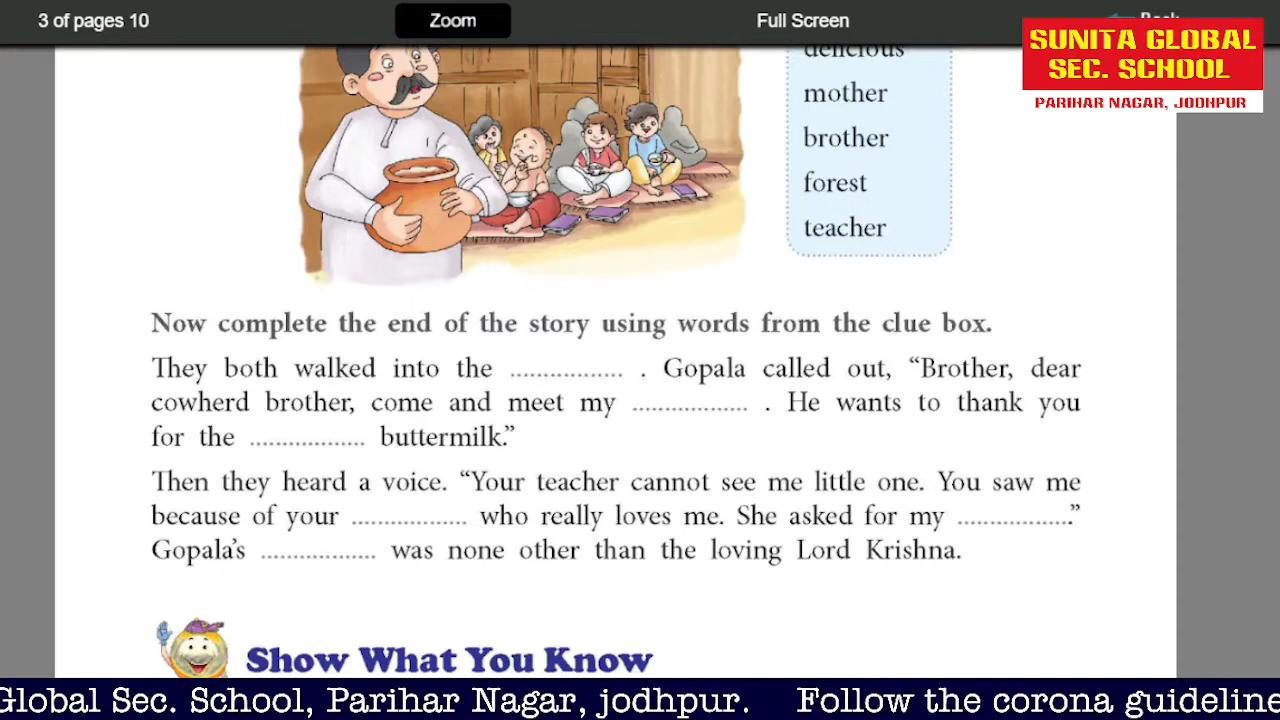 3 of pages 10
Zoom
Full Screen
Back
SUNITA GLOBAL
SEC. SCHOOL
PARIHAR NAGAR, JODHPUR
delicious
mother
brother
forest
teacher
Now complete the end of the story using words from the clue box.
They both walked into the ................ . Gopala called out, “Brother, dear
cowherd brother, come and meet my ................. . He wants to thank you
for the ................. buttermilk.”
Then they heard a voice. “Your teacher cannot see me little one. You saw me
because of your ................. who really loves me. She asked for my ................”
Gopala’s ................. was none other than the loving Lord Krishna.
Show What You Know
Global Sec. School, Parihar Nagar, jodhpur. Follow the corona guideline